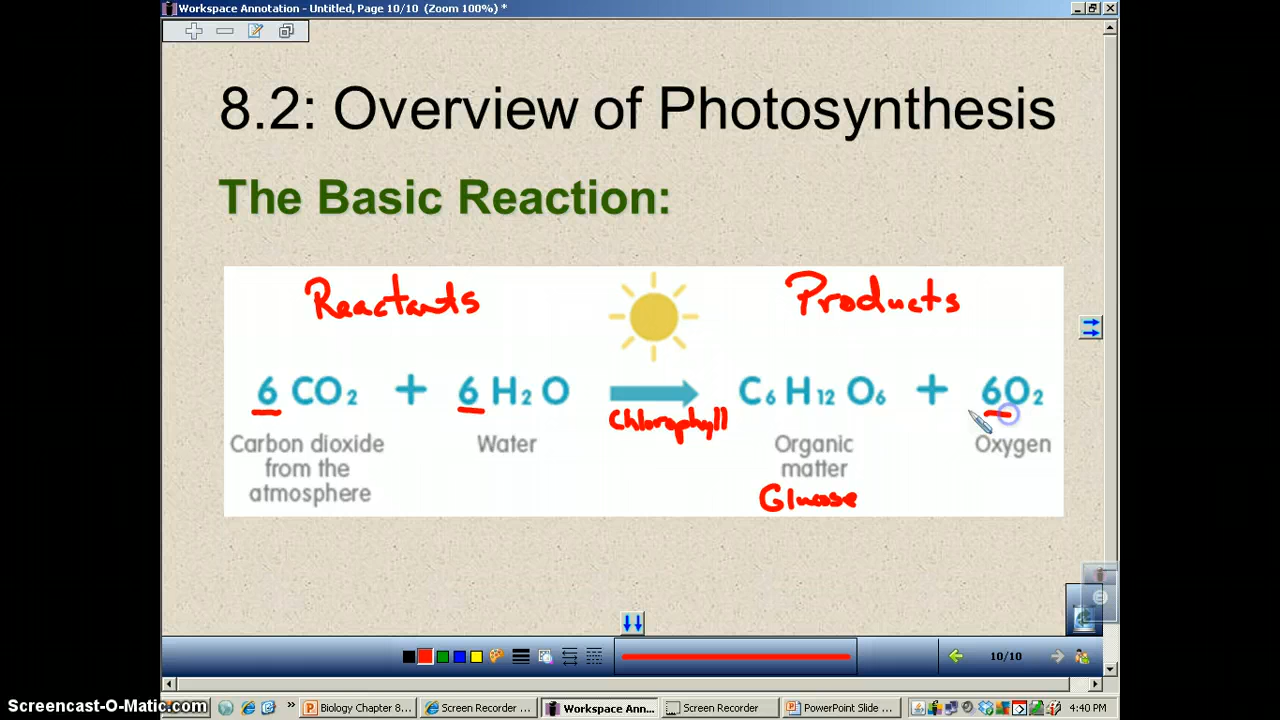 Workspace Annotation - Untitled, Page 10/10 (Zoom 100%) *
8.2: Overview of Photosynthesis
The Basic Reaction:
Reactants
Products
6 CO2 + 6 H2 O C6 H12 O6 + 6O2
Chlorophyll
Carbon dioxide from the atmosphere
Water
Organic matter
Oxygen
Glucose
10/10
Screencast-O-Matic.com
Biology Chapter 8...
Screen Recorder ...
Workspace Ann...
Screen Recorder
PowerPoint Slide ...
4:40 PM